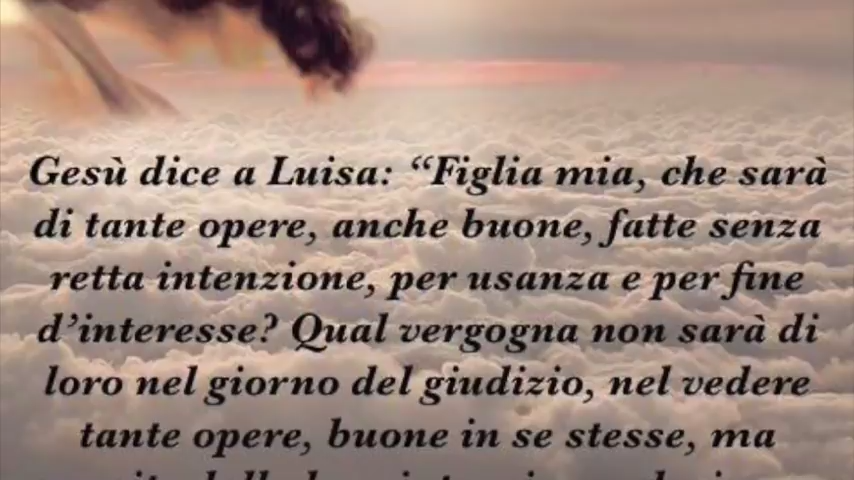 Gesù dice a Luisa: “Figlia mia, che sarà
di tante opere, anche buone, fatte senza
retta intenzione, per usanza e per fine
d’interesse? Qual vergogna non sarà di
loro nel giorno del giudizio, nel vedere
tante opere, buone in se stesse, ma